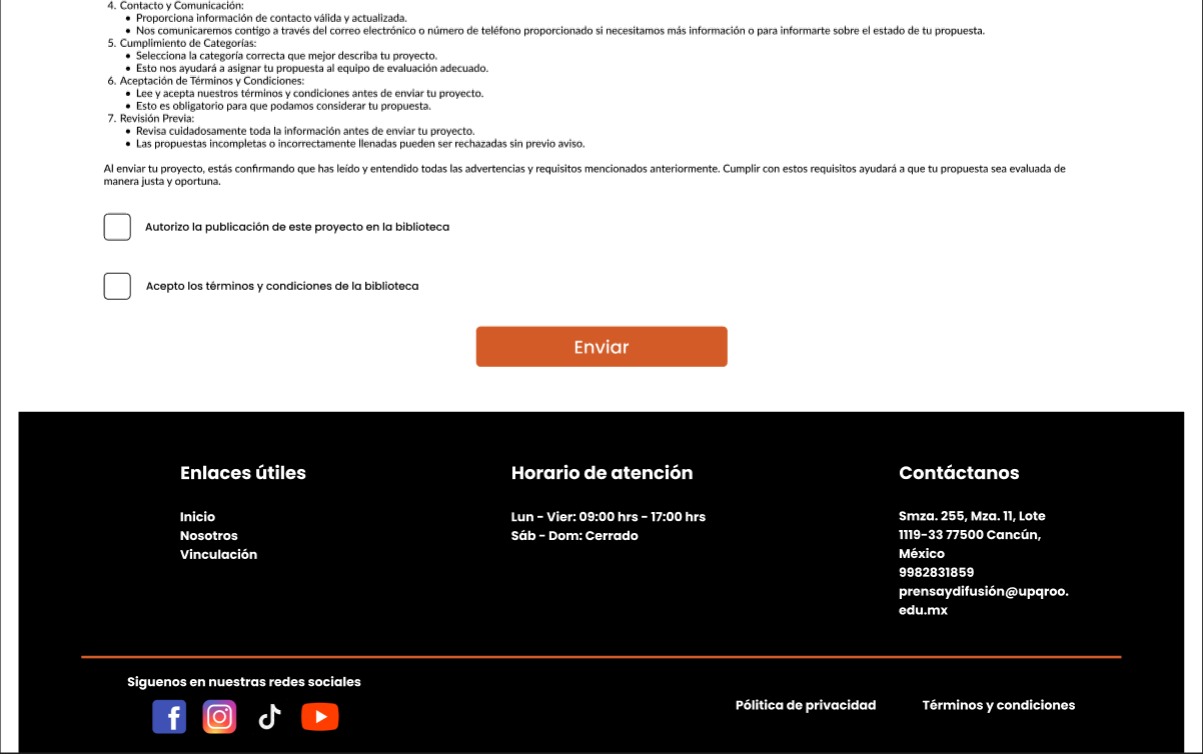 4. Contacto y Comunicación:
• Proporciona información de contacto válida y actualizada.
• Nos comunicaremos contigo a través del correo electrónico o número de teléfono proporcionado si necesitamos más información o para informarte sobre el estado de tu propuesta.
5. Cumplimiento de Categorías:
• Selecciona la categoría correcta que mejor describa tu proyecto.
• Esto nos ayudará a asignar tu propuesta al equipo de evaluación adecuado.
6. Aceptación de Términos y Condiciones:
• Lee y acepta nuestros términos y condiciones antes de enviar tu proyecto.
• Esto es obligatorio para que podamos considerar tu propuesta.
7. Revisión Previa:
• Revisa cuidadosamente toda la información antes de enviar tu proyecto.
• Las propuestas incompletas o incorrectamente llenadas pueden ser rechazadas sin previo aviso.
Al enviar tu proyecto, estás confirmando que has leído y entendido todas las advertencias y requisitos mencionados anteriormente. Cumplir con estos requisitos ayudará a que tu propuesta sea evaluada de
manera justa y oportuna.
Autorizo la publicación de este proyecto en la biblioteca
Acepto los términos y condiciones de la biblioteca
Enviar
Enlaces útiles
Inicio
Nosotros
Vinculación
Horario de atención
Lun - Vier: 09:00 hrs - 17:00 hrs
Sáb - Dom: Cerrado
Contáctanos
Smza. 255, Mza. 11, Lote
1119-33 77500 Cancún,
México
9982831859
prensaydifusión@upqroo.
edu.mx
Siguenos en nuestras redes sociales
Pólitica de privacidad
Términos y condiciones